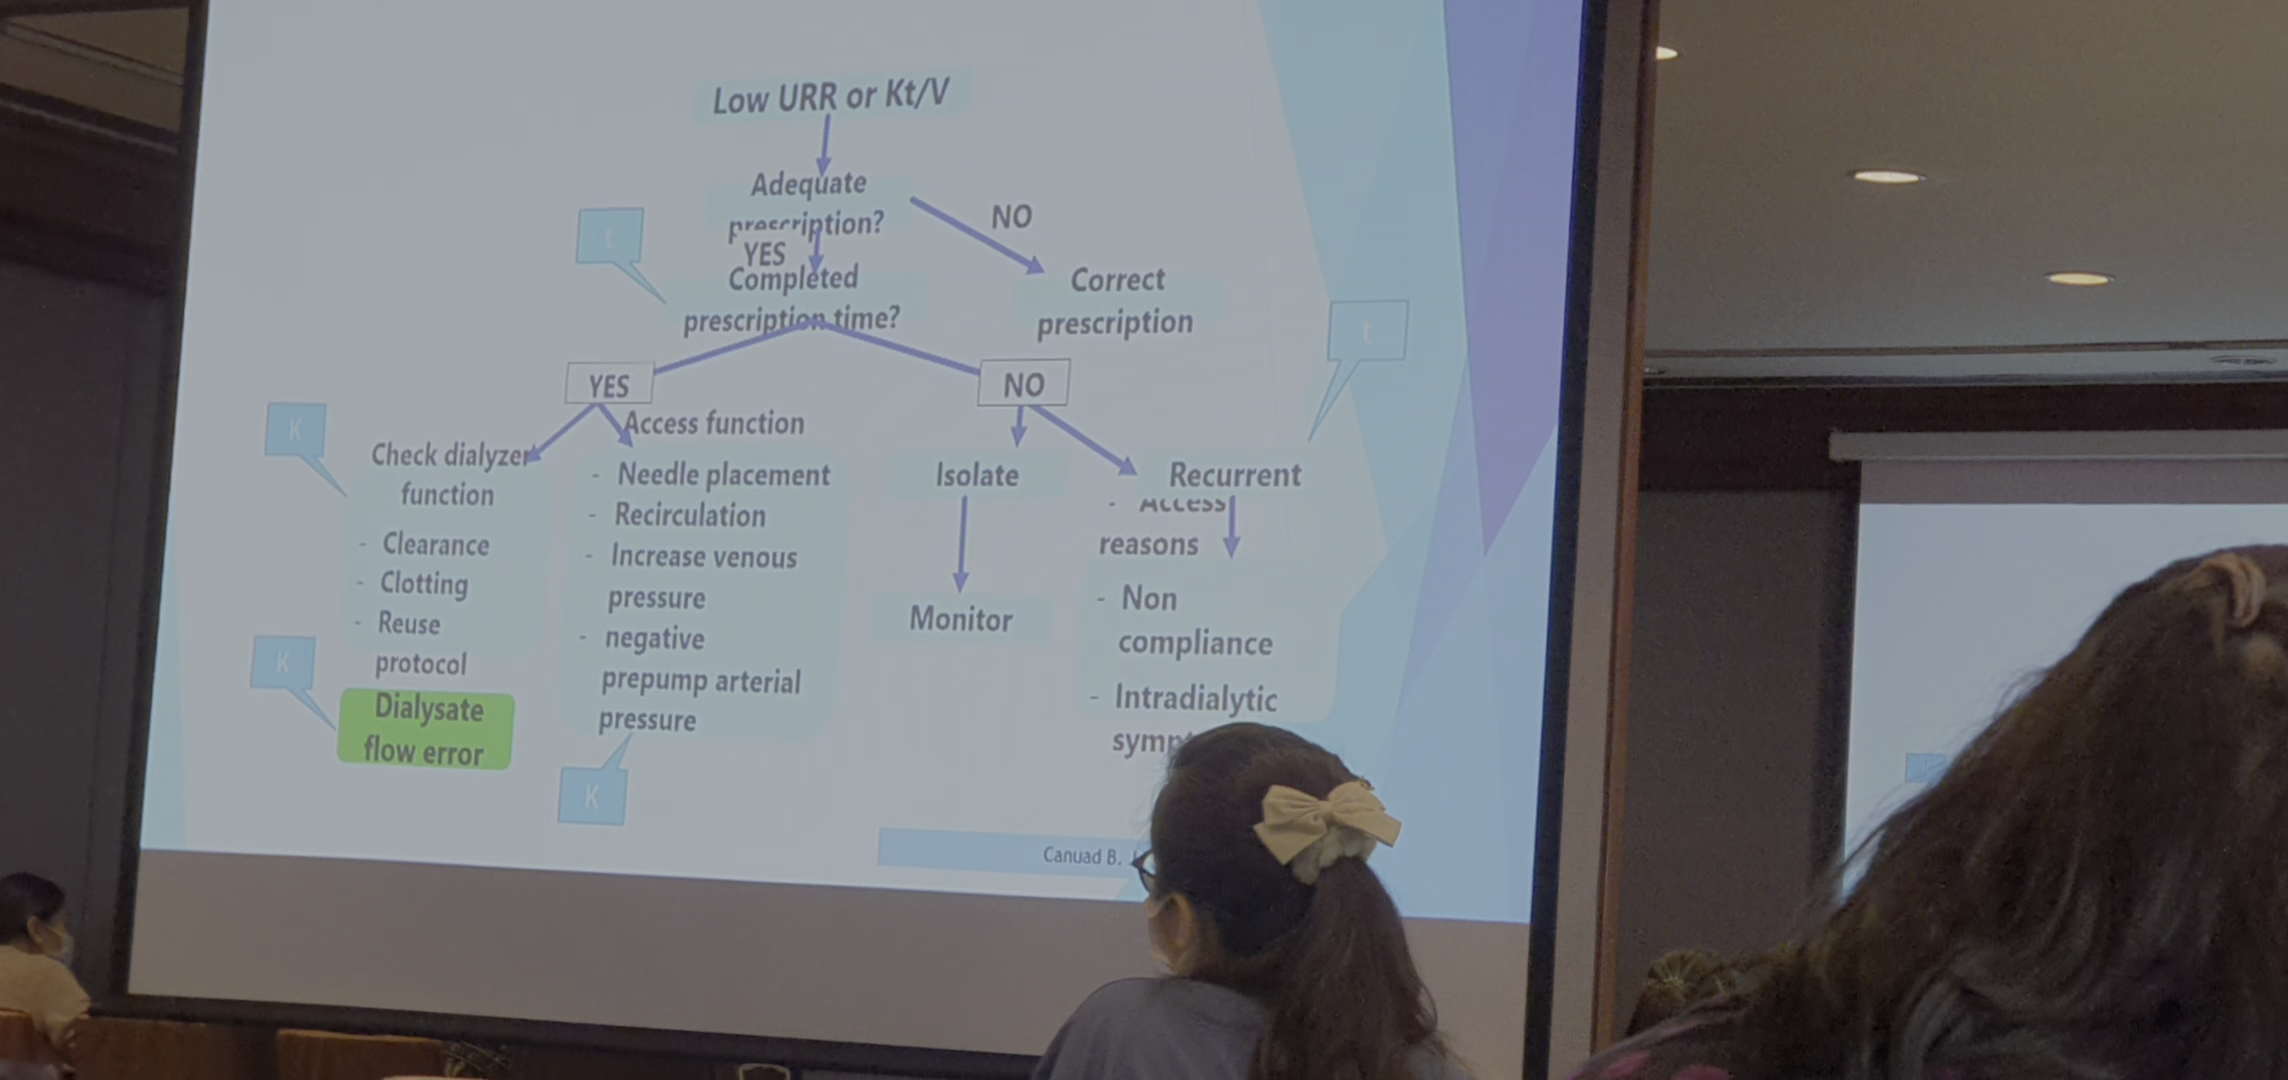 Low URR or Kt/V
Adequate
prescription?
NO
t
YES
Completed
prescription time?
Correct
prescription
t
YES
NO
K
Access function
Check dialyzer
function
- Needle placement
- Recirculation
- Increase venous
pressure
- negative
prepump arterial
pressure
- Clearance
- Clotting
- Reuse
protocol
K
Dialysate
flow error
K
Isolate
Monitor
Recurrent
- Access
reasons
- Non
compliance
- Intradialytic
Canuad B.